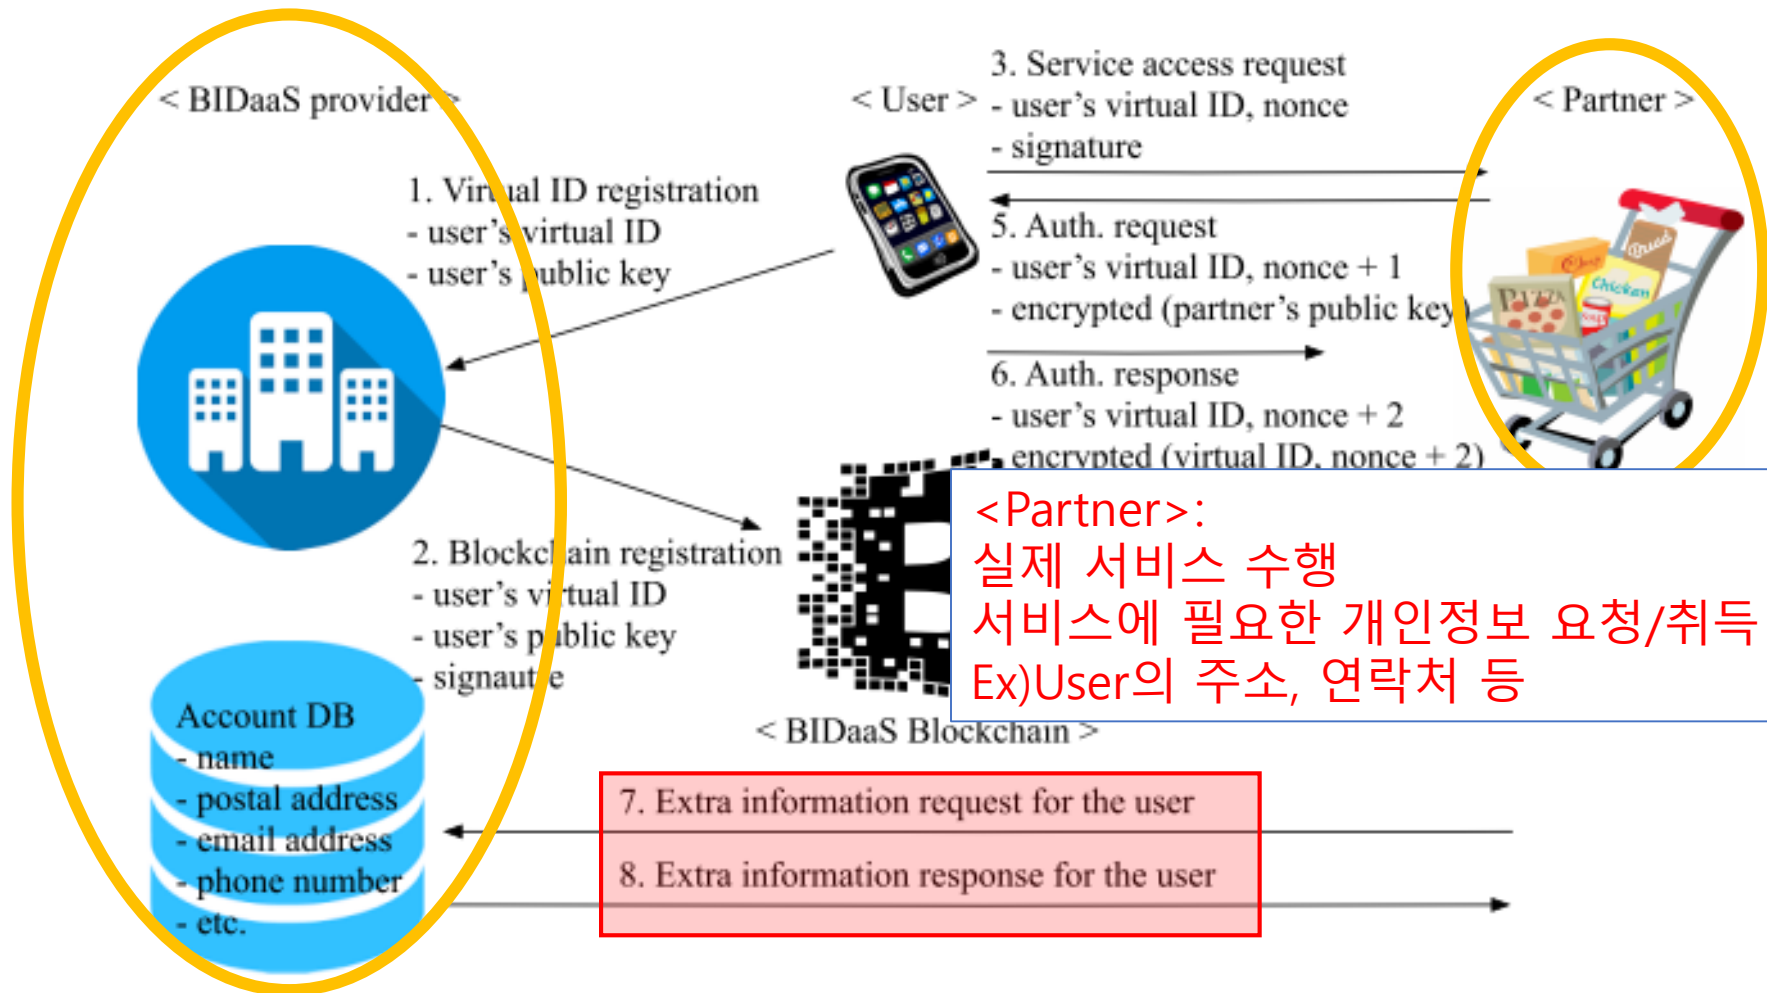 < BIDaaS provider >
< User >
3. Service access request
- user's virtual ID, nonce
- signature
< Partner >
1. Virtual ID registration
- user's virtual ID
- user's public key
5. Auth. request
- user's virtual ID, nonce + 1
- encrypted (partner's public key)
6. Auth. response
- user's virtual ID, nonce + 2
- encrypted (virtual ID, nonce + 2)
PIZZA
Chicken
Bread
Soup
2. Blockchain registration
- user's virtual ID
- user's public key
- signautre
<Partner>:
실제 서비스 수행
서비스에 필요한 개인정보 요청/취득
Ex)User의 주소, 연락처 등
< BIDaaS Blockchain >
Account DB
- name
- postal address
- email address
- phone number
- etc.
7. Extra information request for the user
8. Extra information response for the user